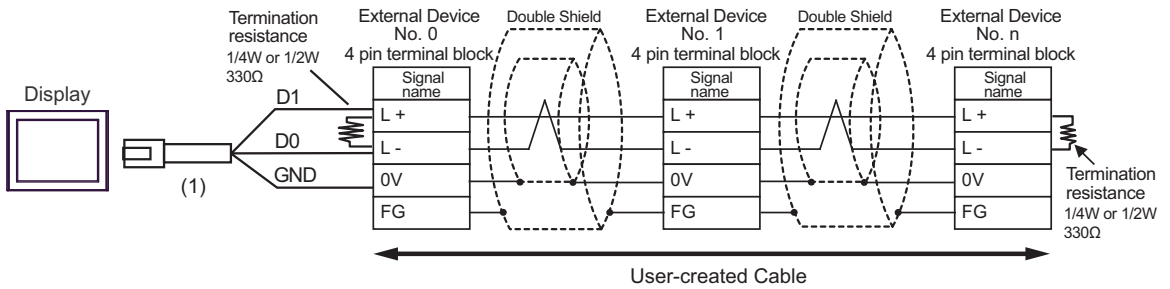 Display
(1)
D1
D0
GND
Termination
resistance
1/4W or 1/2W
330Ω
External Device
No. 0
4 pin terminal block
Signal
name
L +
L -
0V
FG
Double Shield
External Device
No. 1
4 pin terminal block
Signal
name
L +
L -
0V
FG
Double Shield
External Device
No. n
4 pin terminal block
Signal
name
L +
L -
0V
FG
Termination
resistance
1/4W or 1/2W
330Ω
User-created Cable